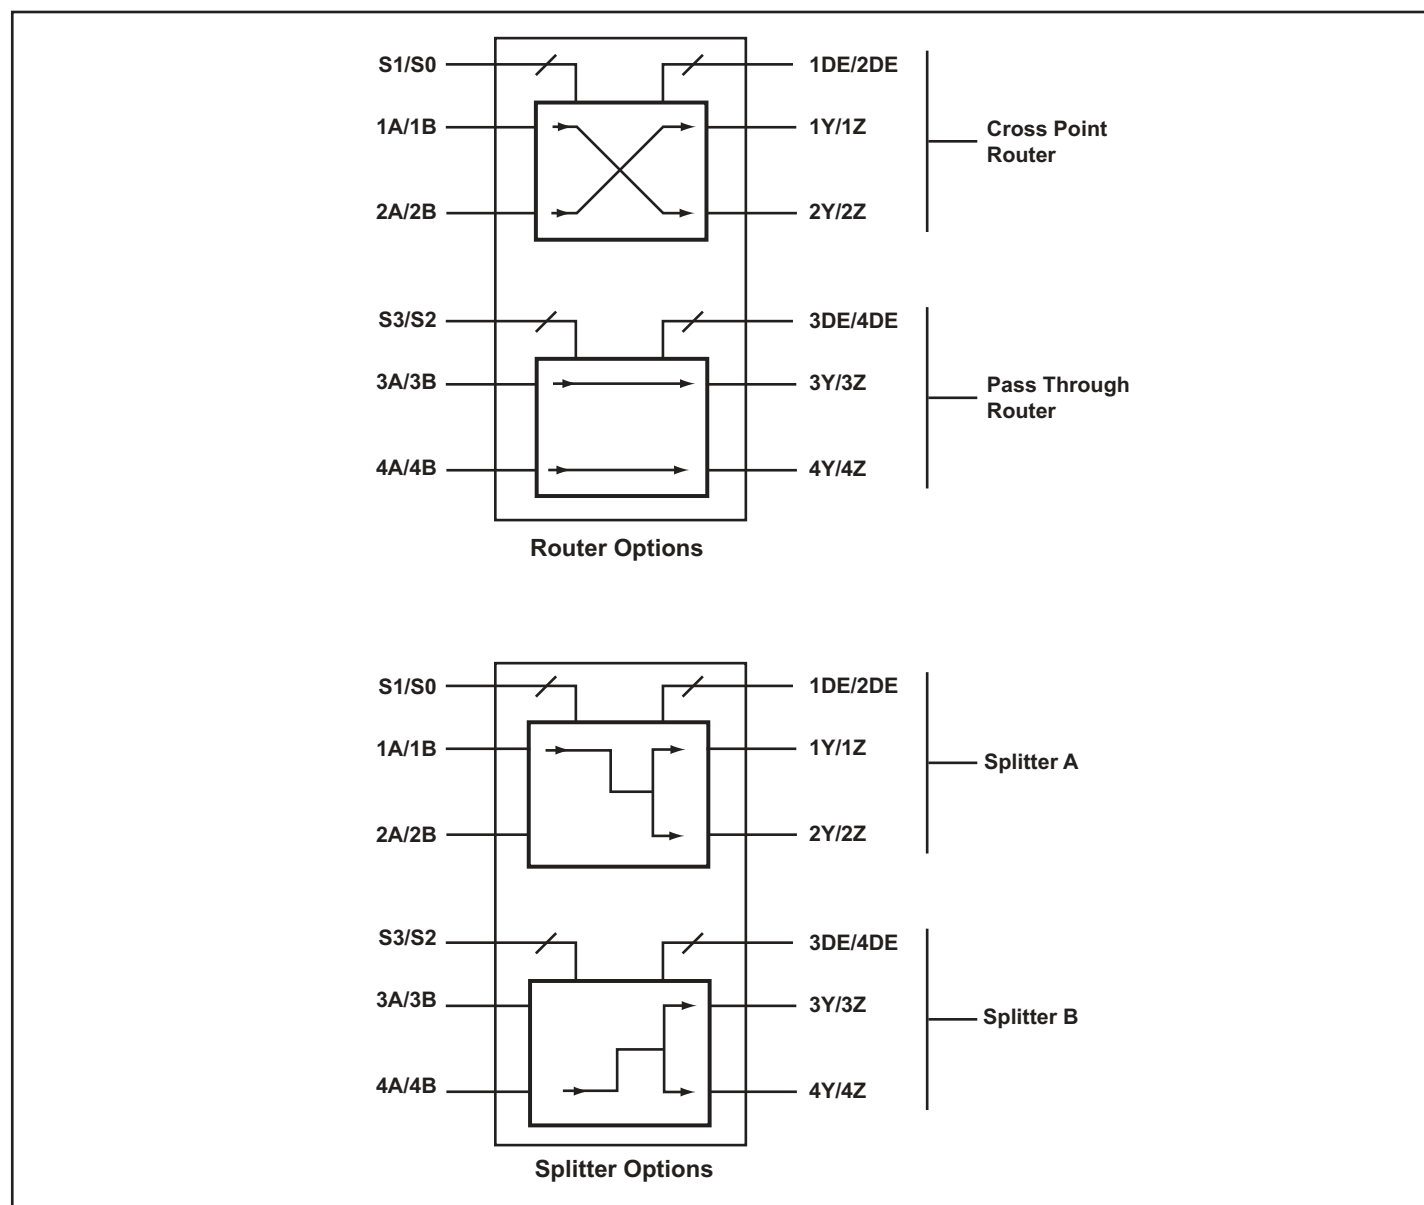 S1/S0
1DE/2DE
1A/1B
1Y/1Z
Cross Point
Router
2A/2B
2Y/2Z
S3/S2
3DE/4DE
3A/3B
3Y/3Z
Pass Through
Router
4A/4B
4Y/4Z
Router Options
S1/S0
1DE/2DE
1A/1B
1Y/1Z
Splitter A
2A/2B
2Y/2Z
S3/S2
3DE/4DE
3A/3B
3Y/3Z
Splitter B
4A/4B
4Y/4Z
Splitter Options